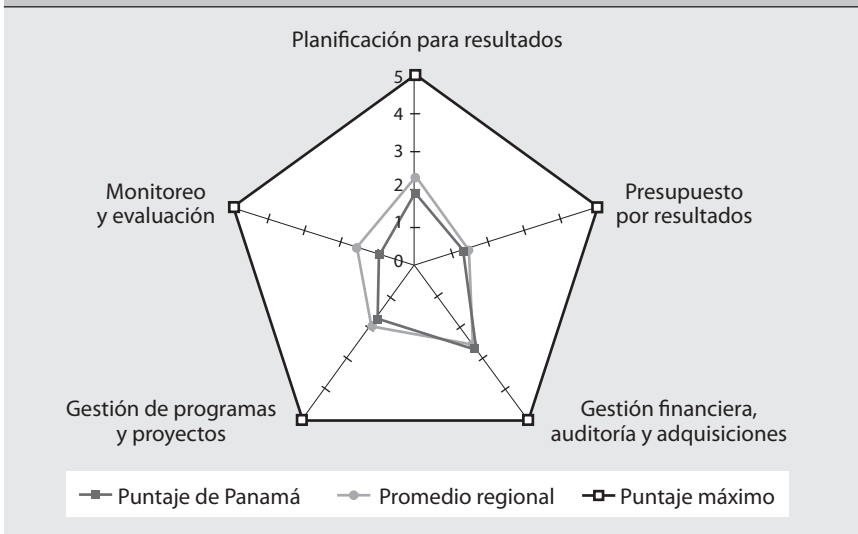 Planificación para resultados
5
4
3
2
1
0
Monitoreo
y evaluación
Presupuesto
por resultados
Gestión de programas
y proyectos
Gestión financiera,
auditoría y adquisiciones
Puntaje de Panamá
Promedio regional
Puntaje máximo